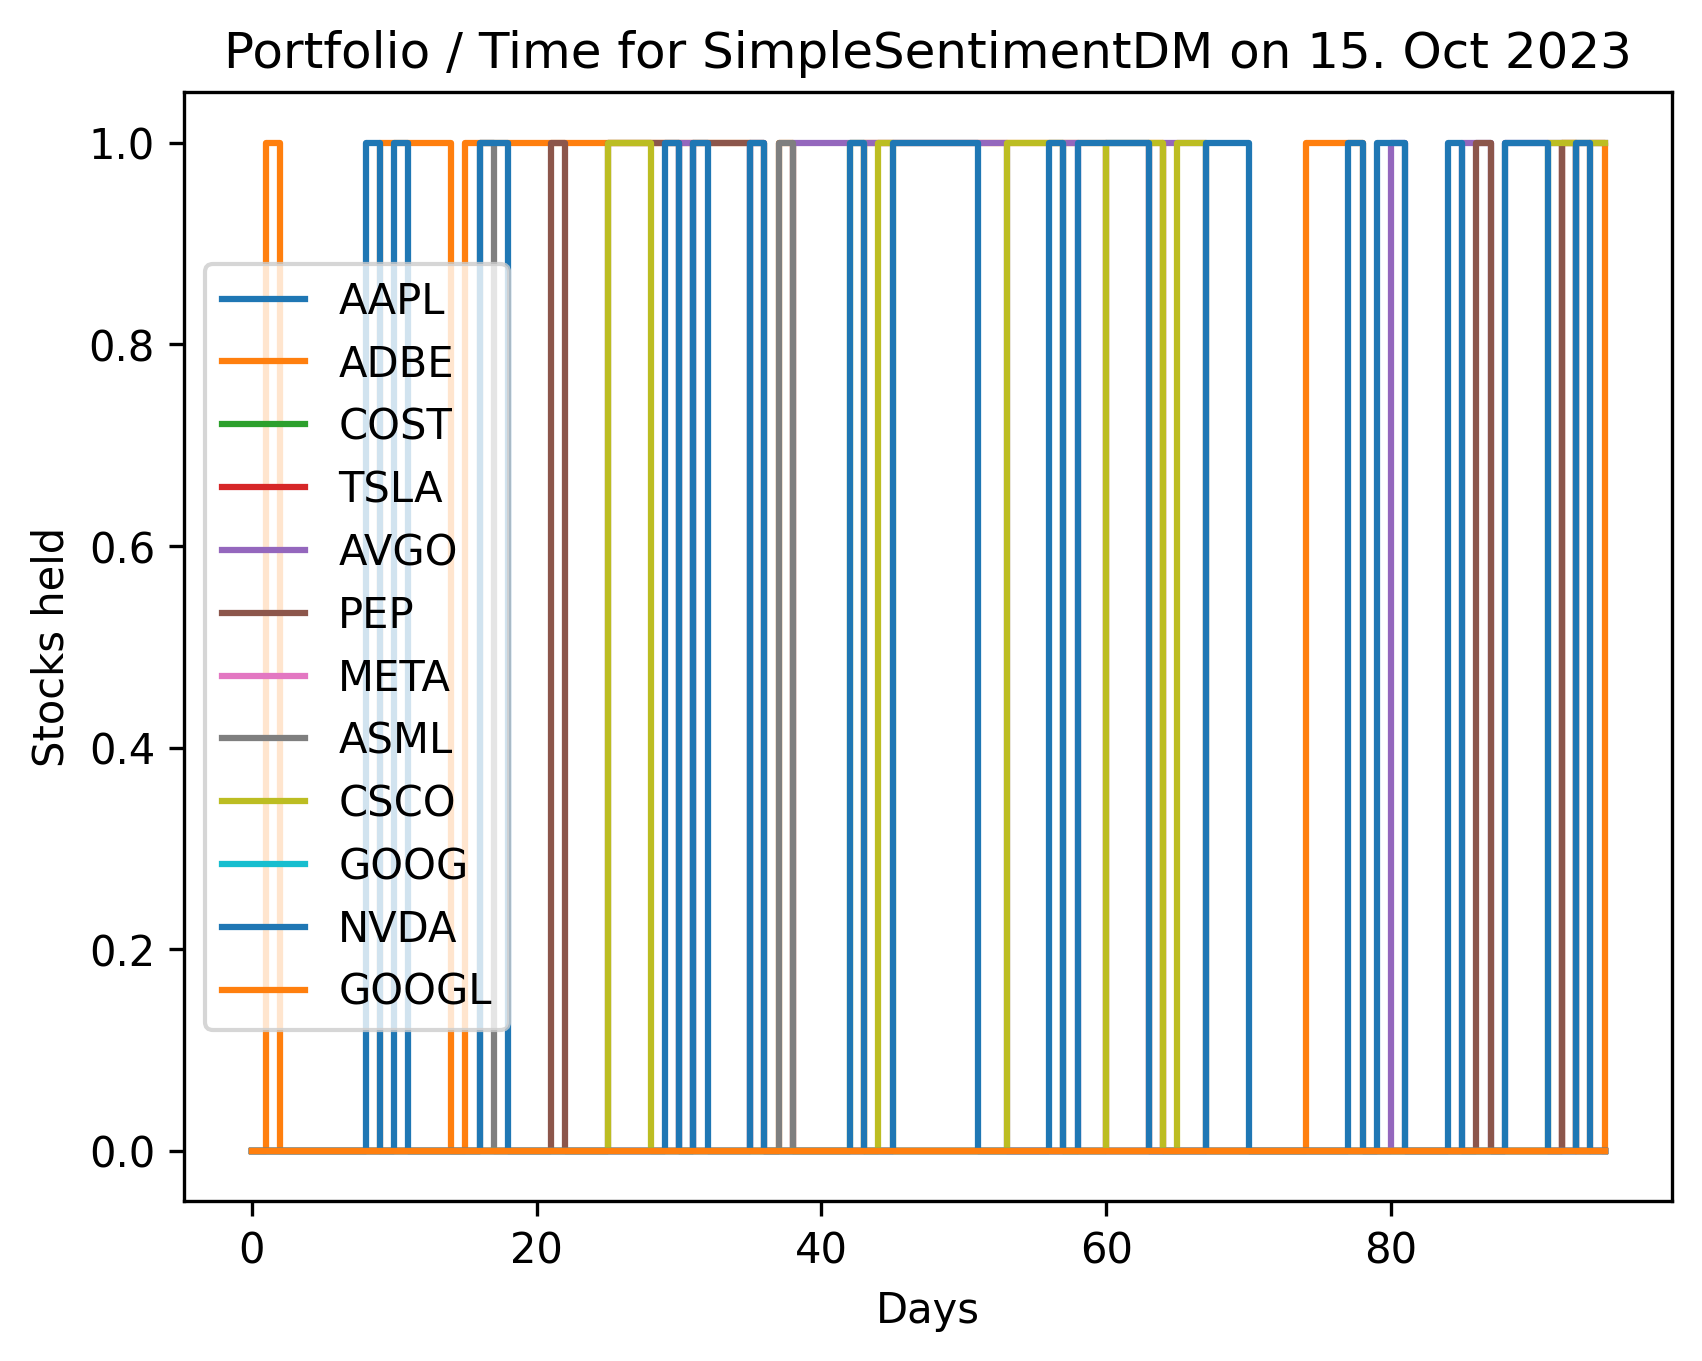 Portfolio / Time for SimpleSentimentDM on 15. Oct 2023
1.0
0.8
0.6
0.4
0.2
0.0
Stocks held
AAPL
ADBE
COST
TSLA
AVGO
PEP
META
ASML
CSCO
GOOG
NVDA
GOOGL
0 20 40 60 80
Days